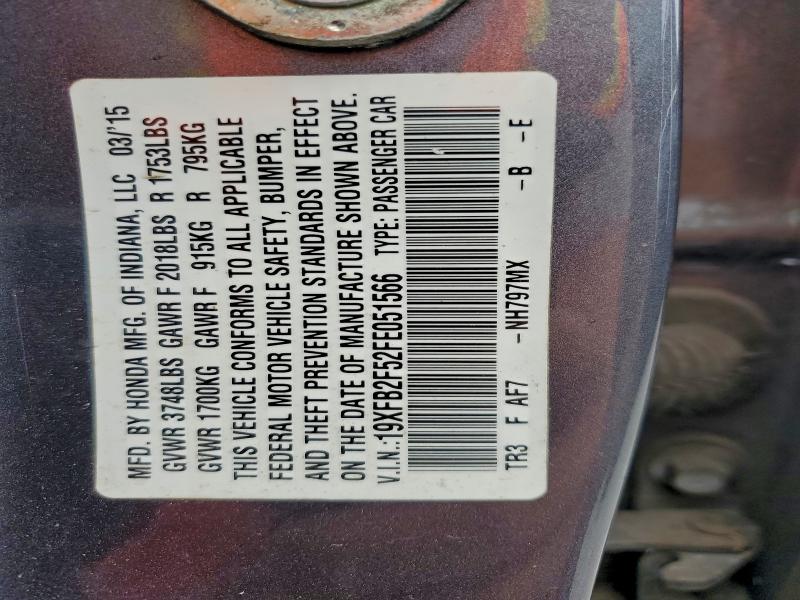 MFD. BY HONDA MFG. OF INDIANA, LLC 03/'15
GVWR 3748LBS GAWR F 2018LBS R 1753LBS
GVWR 1700KG GAWR F 915KG R 795KG
THIS VEHICLE CONFORMS TO ALL APPLICABLE
FEDERAL MOTOR VEHICLE SAFETY, BUMPER,
AND THEFT PREVENTION STANDARDS IN EFFECT
ON THE DATE OF MANUFACTURE SHOWN ABOVE.
V.I.N.:19XFB2F52FE051566 TYPE: PASSENGER CAR
TR3 F AF7 -NH797MX -B -E